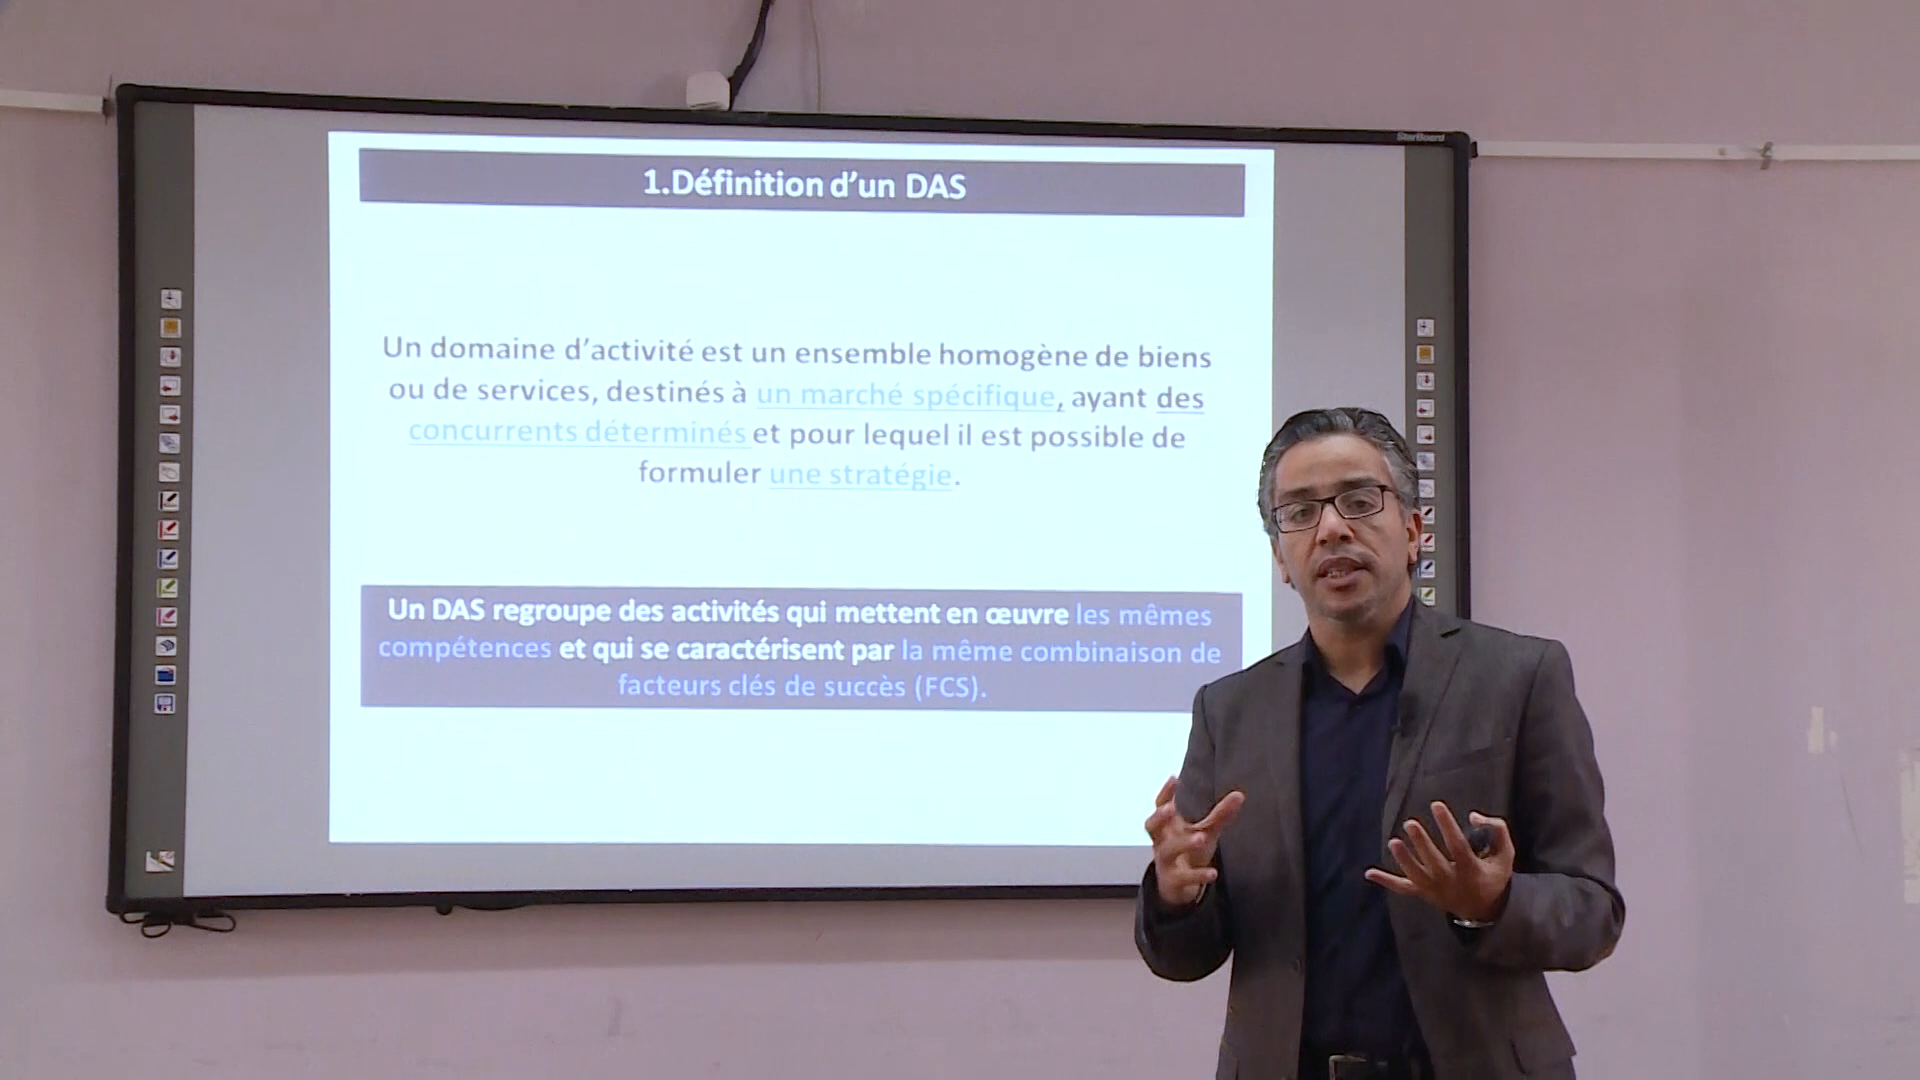 StarBoard
1.Définition d'un DAS
Un domaine d'activité est un ensemble homogène de biens
ou de services, destinés à un marché spécifique, ayant des
concurrents déterminés et pour lequel il est possible de
formuler une stratégie.
Un DAS regroupe des activités qui mettent en œuvre les mêmes
compétences et qui se caractérisent par la même combinaison de
facteurs clés de succès (FCS).